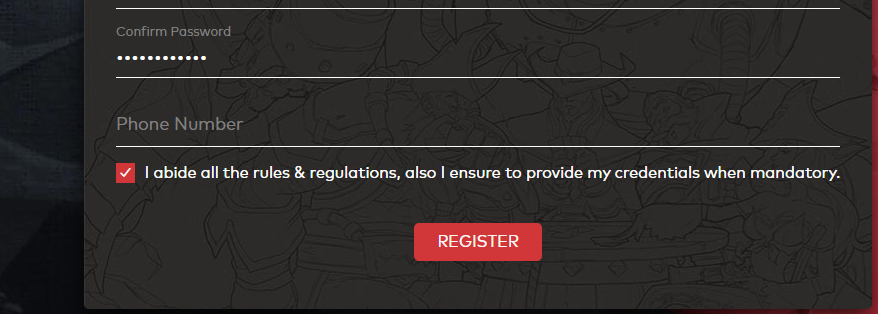 Confirm Password
••••••••••••
Phone Number
I abide all the rules & regulations, also I ensure to provide my credentials when mandatory.
REGISTER